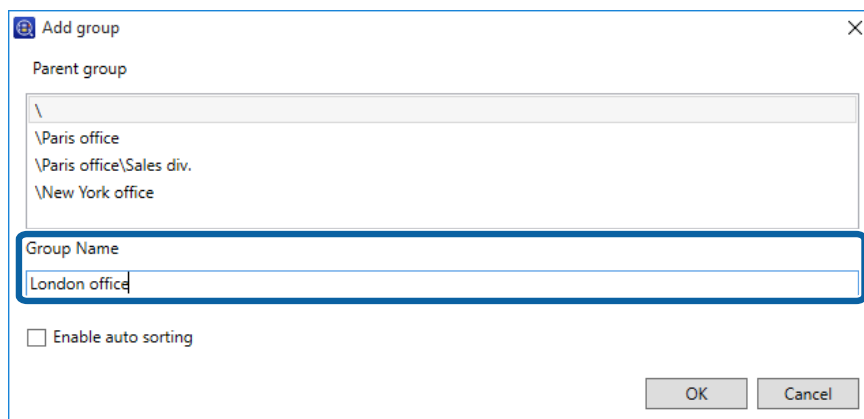 Add group
Parent group
\
\Paris office
\Paris office\Sales div.
\New York office
Group Name
London office
Enable auto sorting
OK Cancel